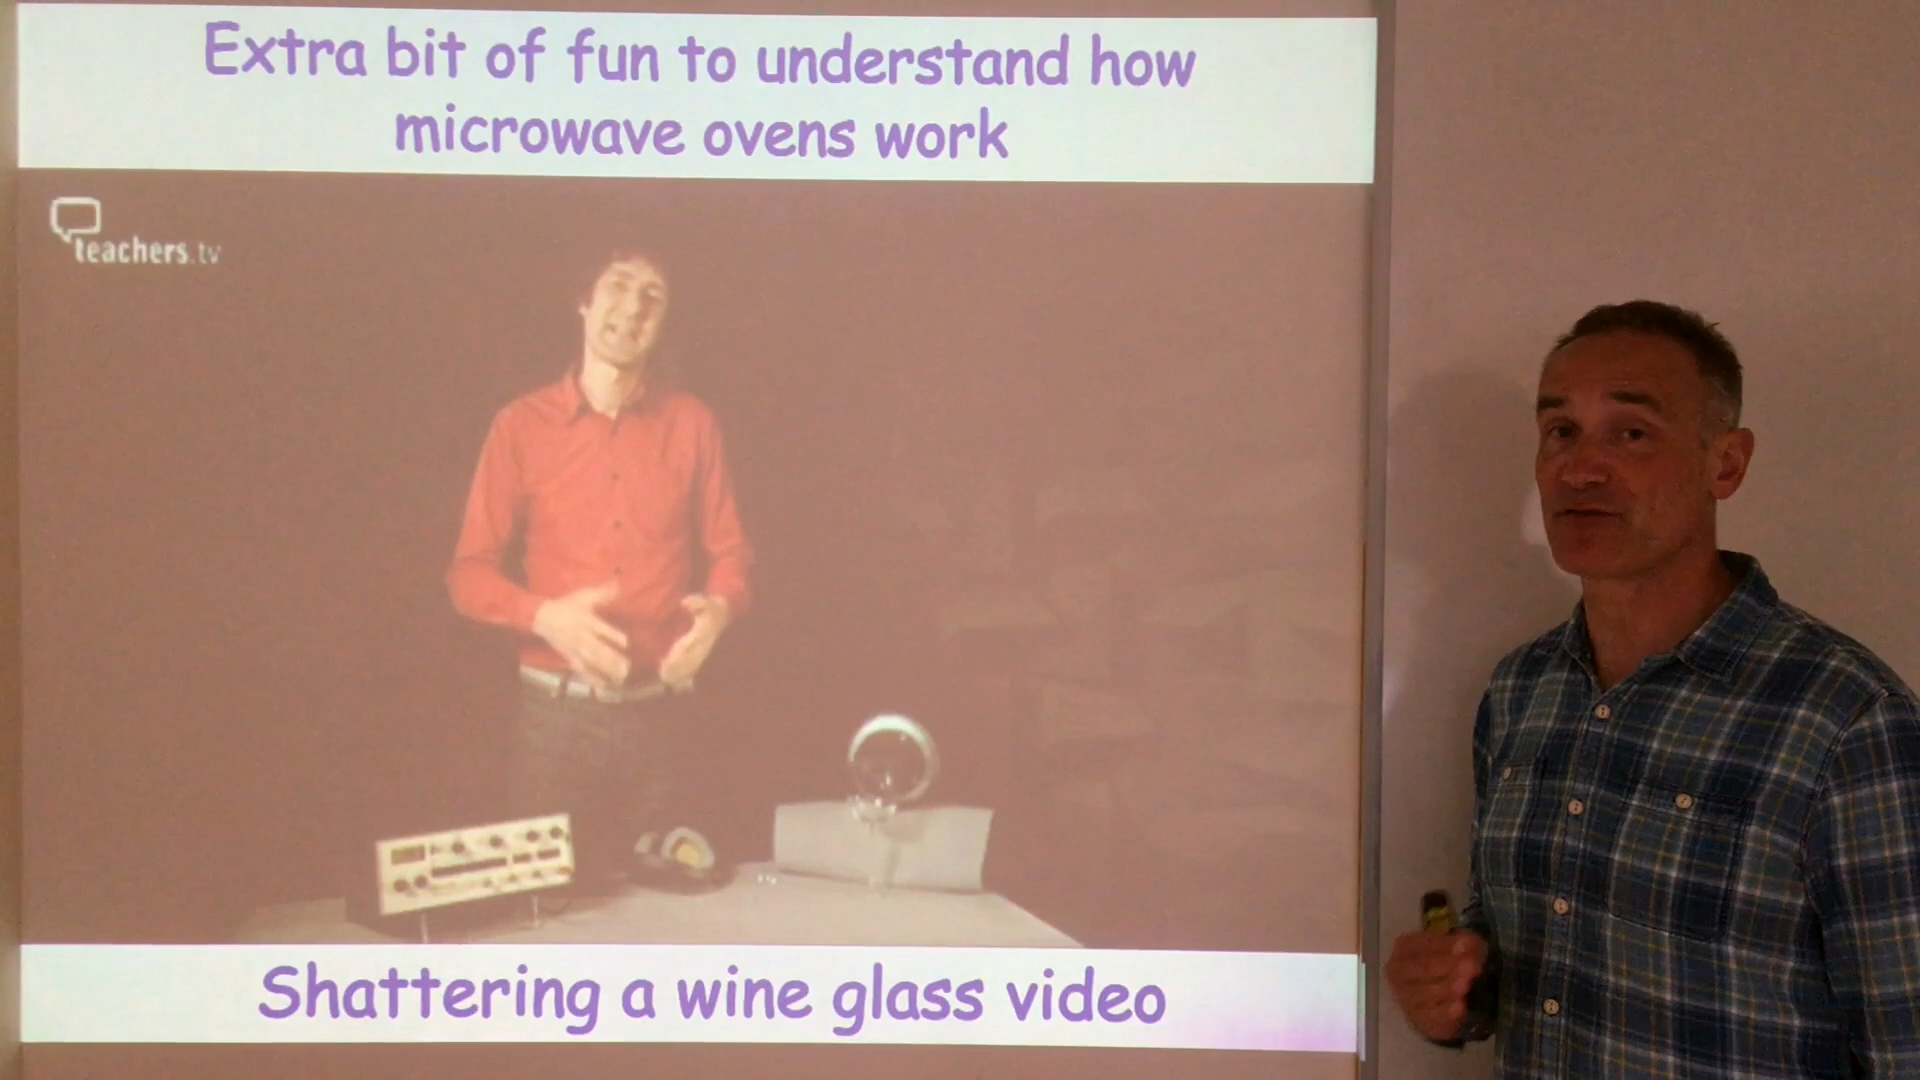 Extra bit of fun to understand how
microwave ovens work
teachers.tv
Shattering a wine glass video